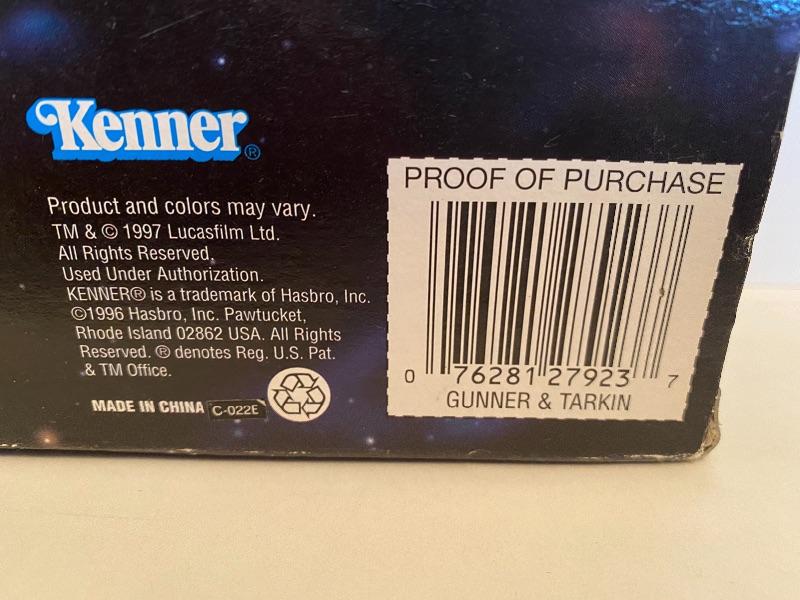 Kenner®
Product and colors may vary.
TM & © 1997 Lucasfilm Ltd.
All Rights Reserved.
Used Under Authorization.
KENNER® is a trademark of Hasbro, Inc.
©1996 Hasbro, Inc. Pawtucket,
Rhode Island 02862 USA. All Rights
Reserved. ® denotes Reg. U.S. Pat.
& TM Office.
MADE IN CHINA C-022E
PROOF OF PURCHASE
0 76281 27923 7
GUNNER & TARKIN